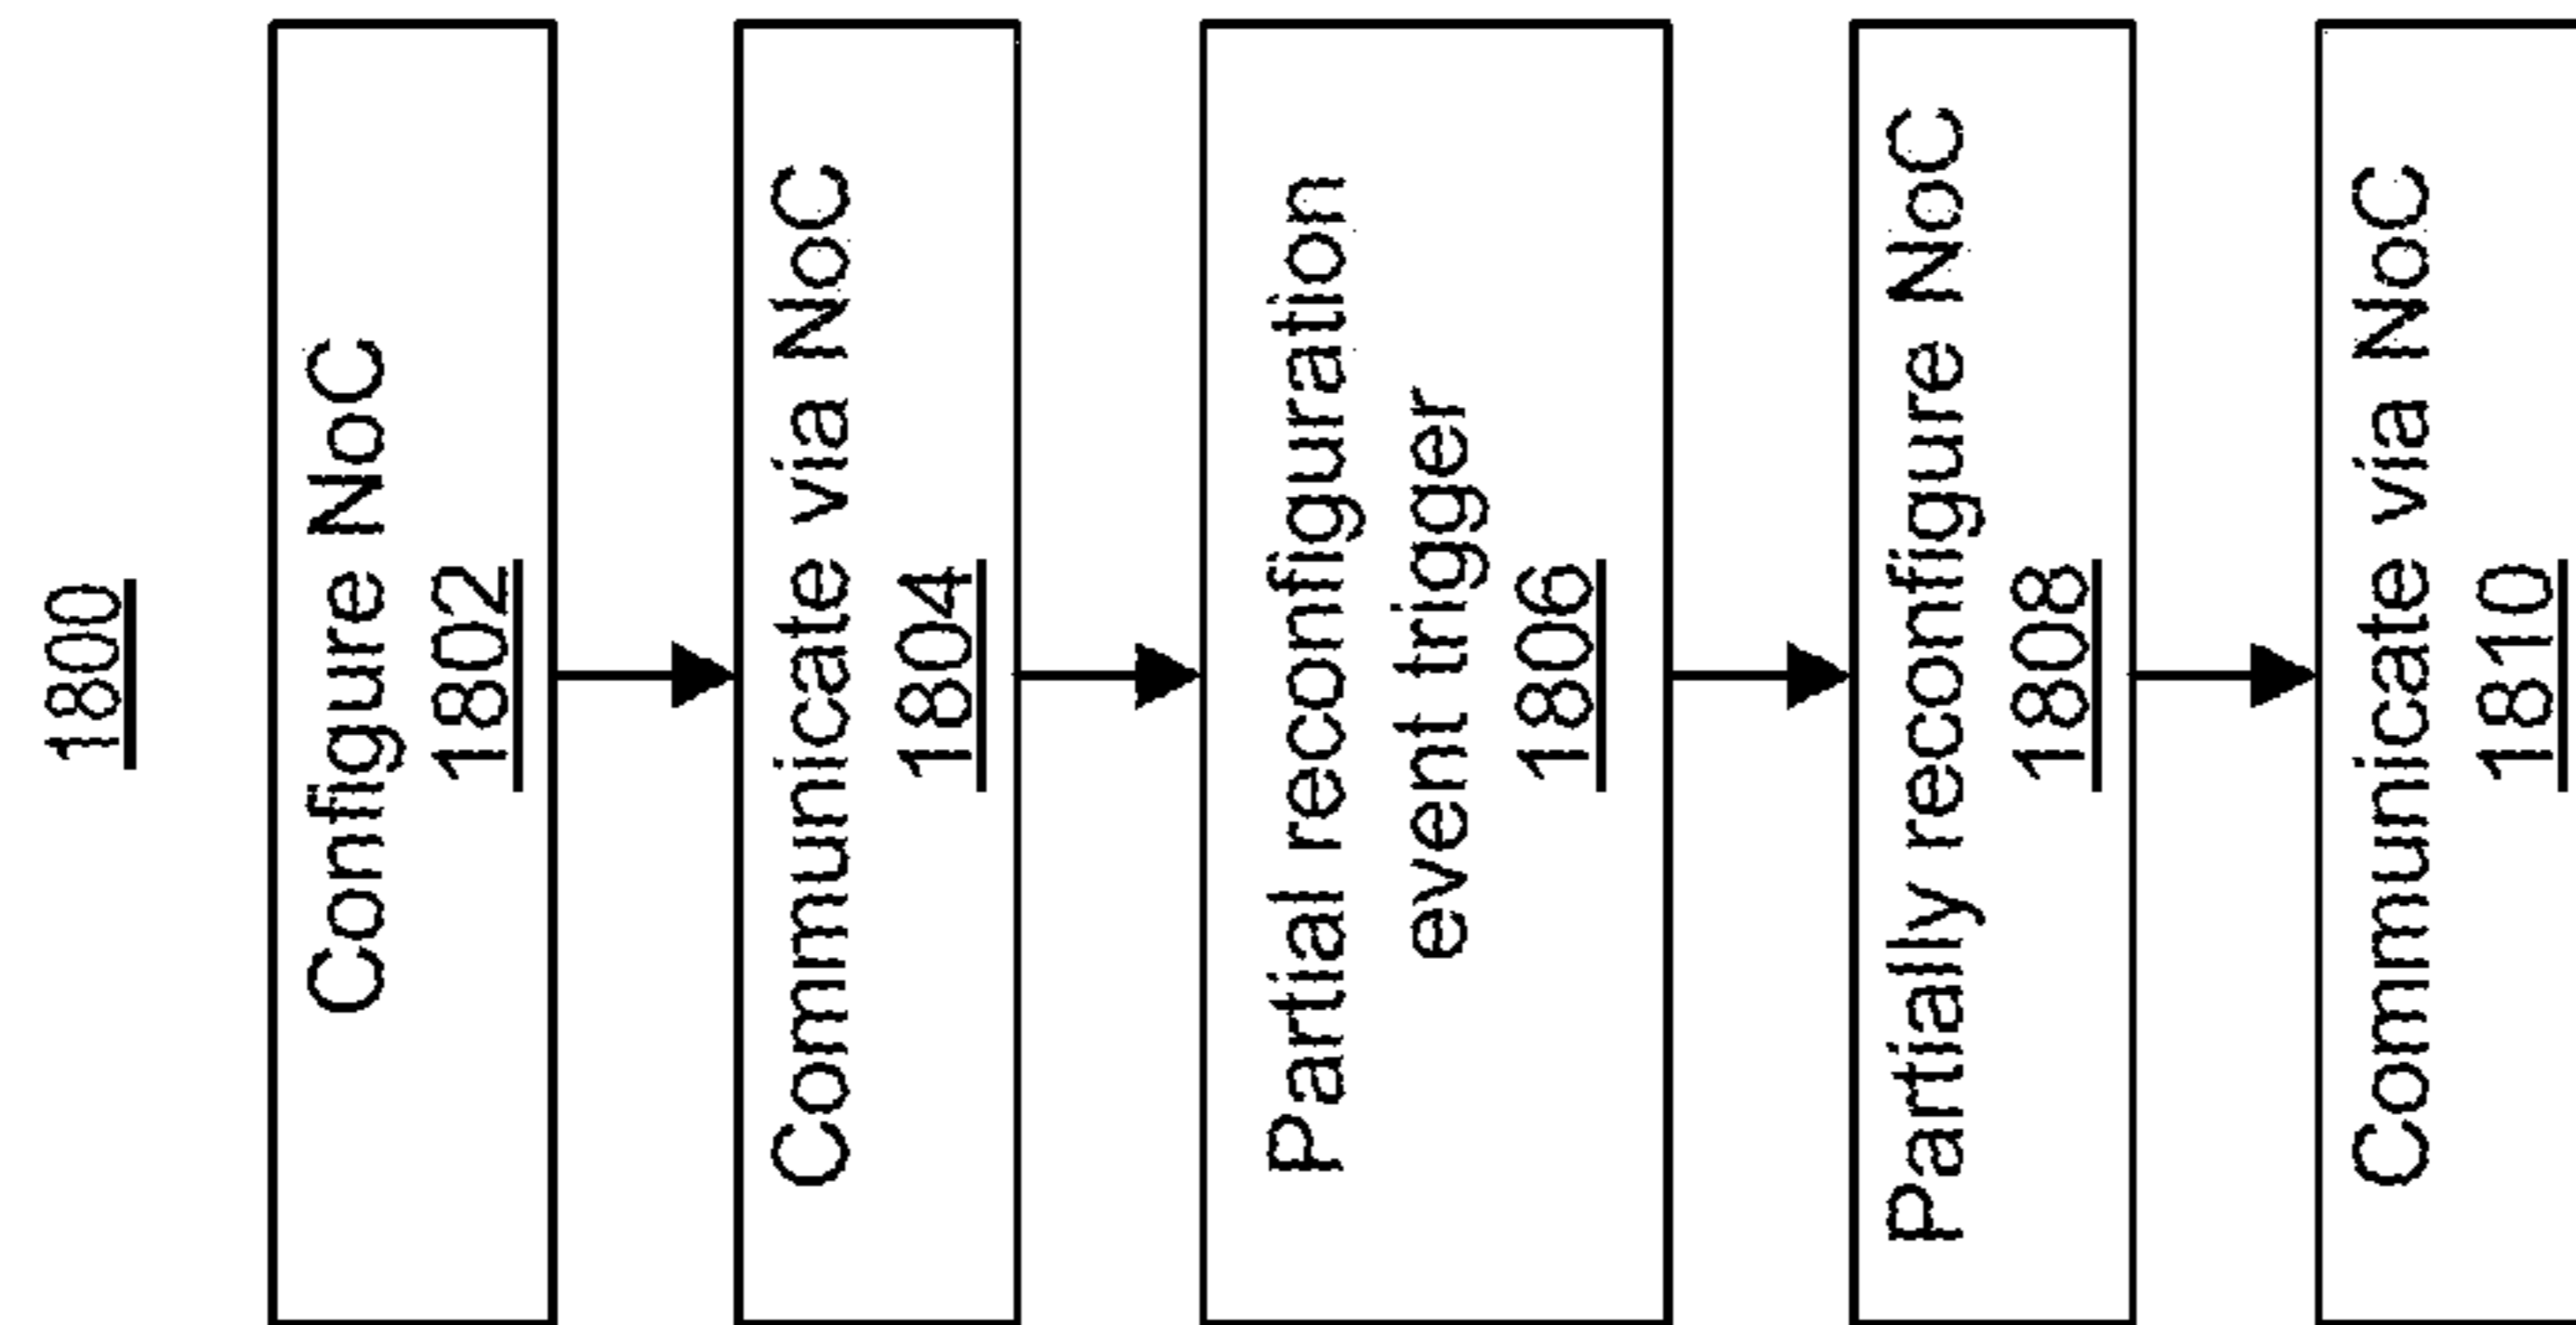 1800
Configure NoC
1802
Communicate via NoC
1804
Partial reconfiguration
event trigger
1806
Partially reconfigure NoC
1808
Communicate via NoC
1810